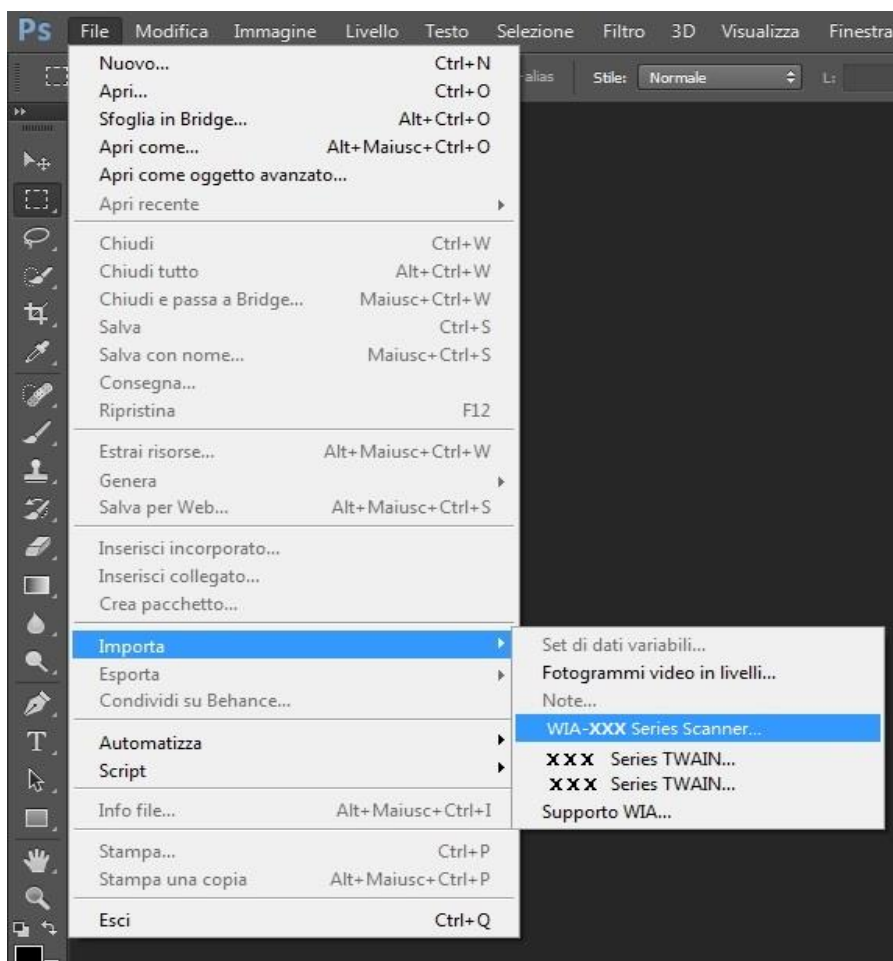 Ps File Modifica Immagine Livello Testo Selezione Filtro 3D Visualizza Finestra
Stile: Normale L:
Nuovo... Ctrl+N
Apri... Ctrl+O
Sfoglia in Bridge... Alt+Ctrl+O
Apri come... Alt+Maiusc+Ctrl+O
Apri come oggetto avanzato...
Apri recente
Chiudi Ctrl+W
Chiudi tutto Alt+Ctrl+W
Chiudi e passa a Bridge... Maiusc+Ctrl+W
Salva Ctrl+S
Salva con nome... Maiusc+Ctrl+S
Consegna...
Ripristina F12
Estrai risorse... Alt+Maiusc+Ctrl+W
Genera
Salva per Web... Alt+Maiusc+Ctrl+S
Inserisci incorporato...
Inserisci collegato...
Crea pacchetto...
Importa
Esporta
Condividi su Behance...
Automatizza
Script
Info file... Alt+Maiusc+Ctrl+I
Stampa... Ctrl+P
Stampa una copia Alt+Maiusc+Ctrl+P
Esci Ctrl+Q
Set di dati variabili...
Fotogrammi video in livelli...
Note...
WIA-XXX Series Scanner...
XXX Series TWAIN...
XXX Series TWAIN...
Supporto WIA...